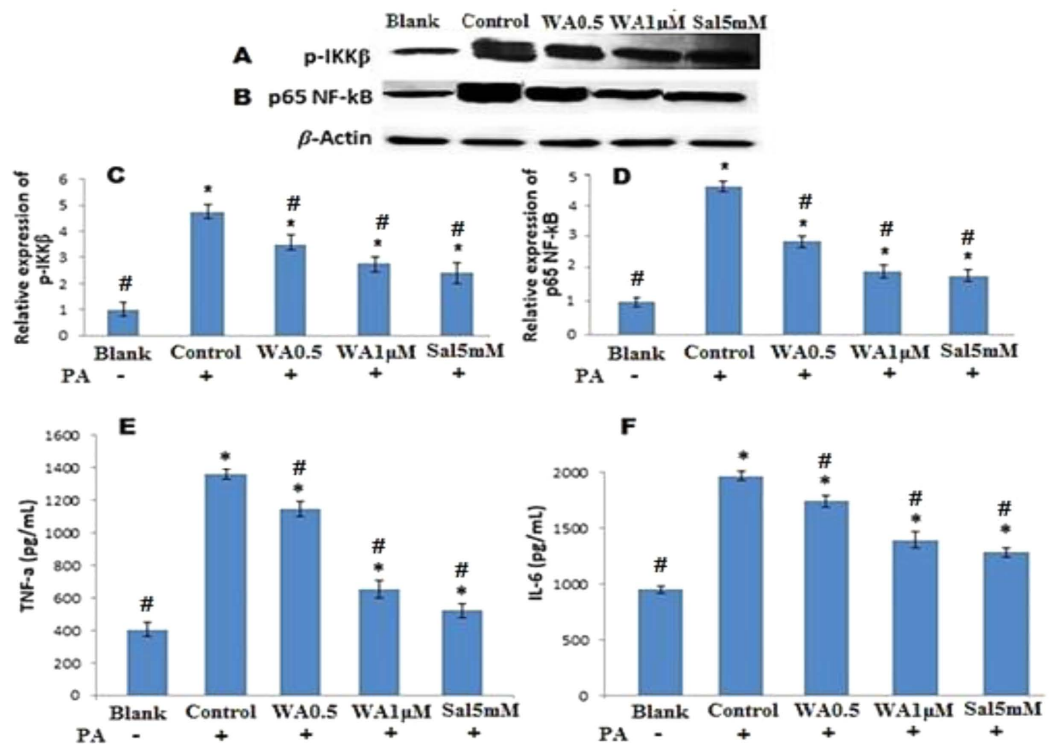 Blank Control WA0.5 WA1μM Sal5mM
A p-IKKβ
B p65 NF-kB
β-Actin
C
Relative expression of
p-IKKβ
6
5
4
3
2
1
0
#
*
#
*
#
*
#
*
Blank Control WA0.5 WA1μM Sal5mM
PA - + + + +
D
Relative expression of
p65 NF-kB
5
4
3
2
1
0
#
*
#
*
#
*
#
*
Blank Control WA0.5 WA1μM Sal5mM
PA - + + + +
E
TNF-a (pg/mL)
1600
1400
1200
1000
800
600
400
200
0
#
*
#
*
#
*
#
*
Blank Control WA0.5 WA1μM Sal5mM
PA - + + + +
F
IL-6 (pg/mL)
2000
1500
1000
500
0
#
*
#
*
#
*
#
*
Blank Control WA0.5 WA1μM Sal5mM
PA - + + + +